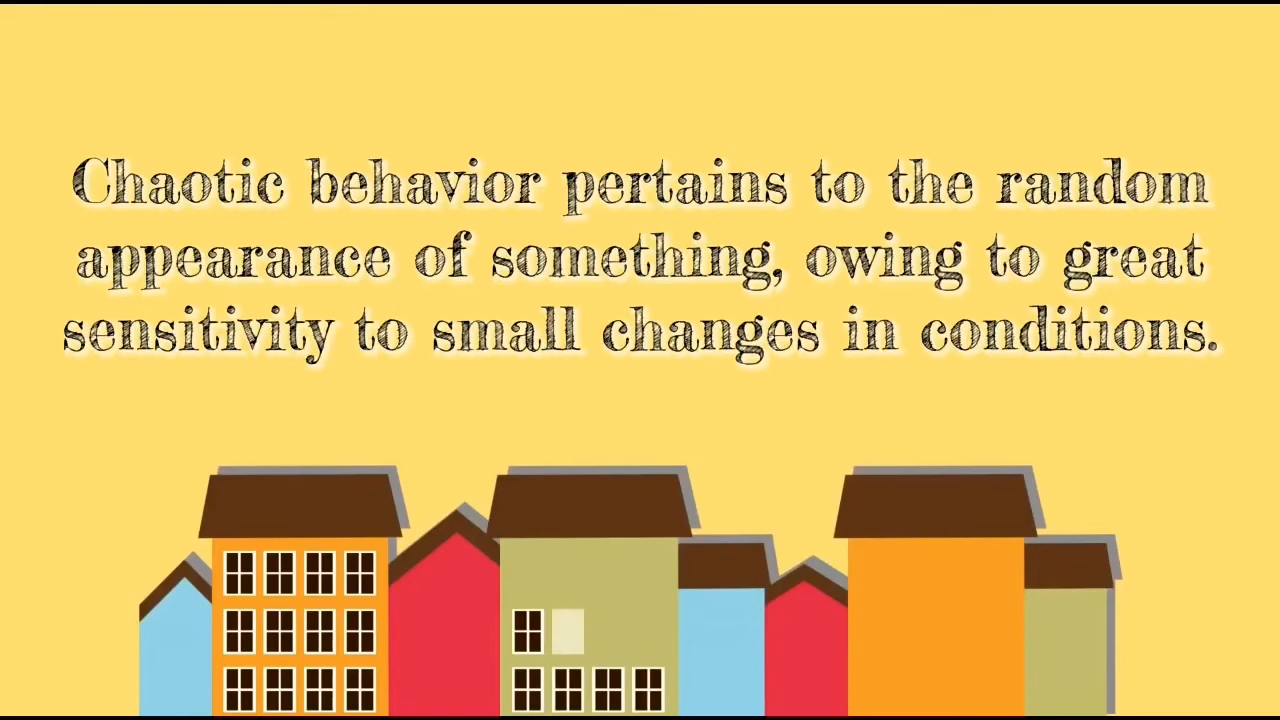 Chaotic behavior pertains to the random
appearance of something, owing to great
sensitivity to small changes in conditions.